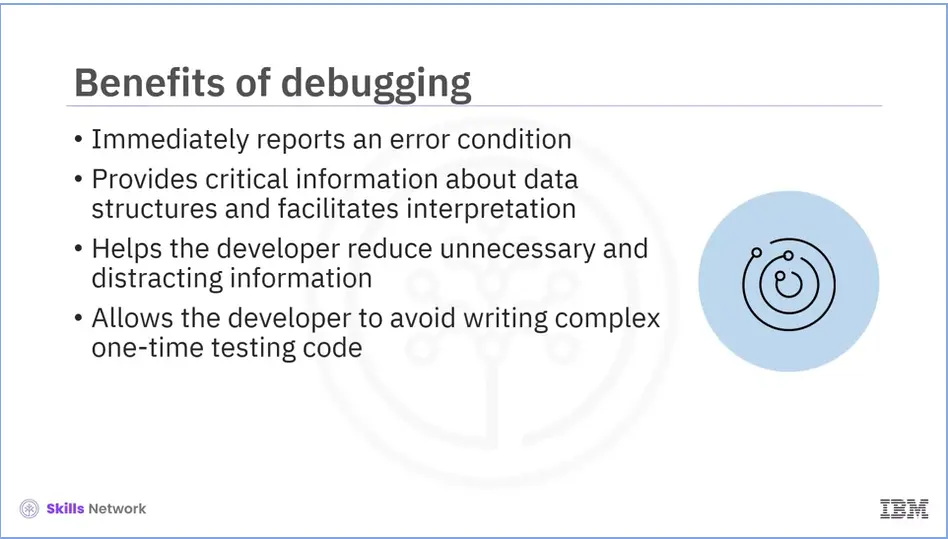 Benefits of debugging
• Immediately reports an error condition
• Provides critical information about data
structures and facilitates interpretation
• Helps the developer reduce unnecessary and
distracting information
• Allows the developer to avoid writing complex
one-time testing code
Skills Network
IBM